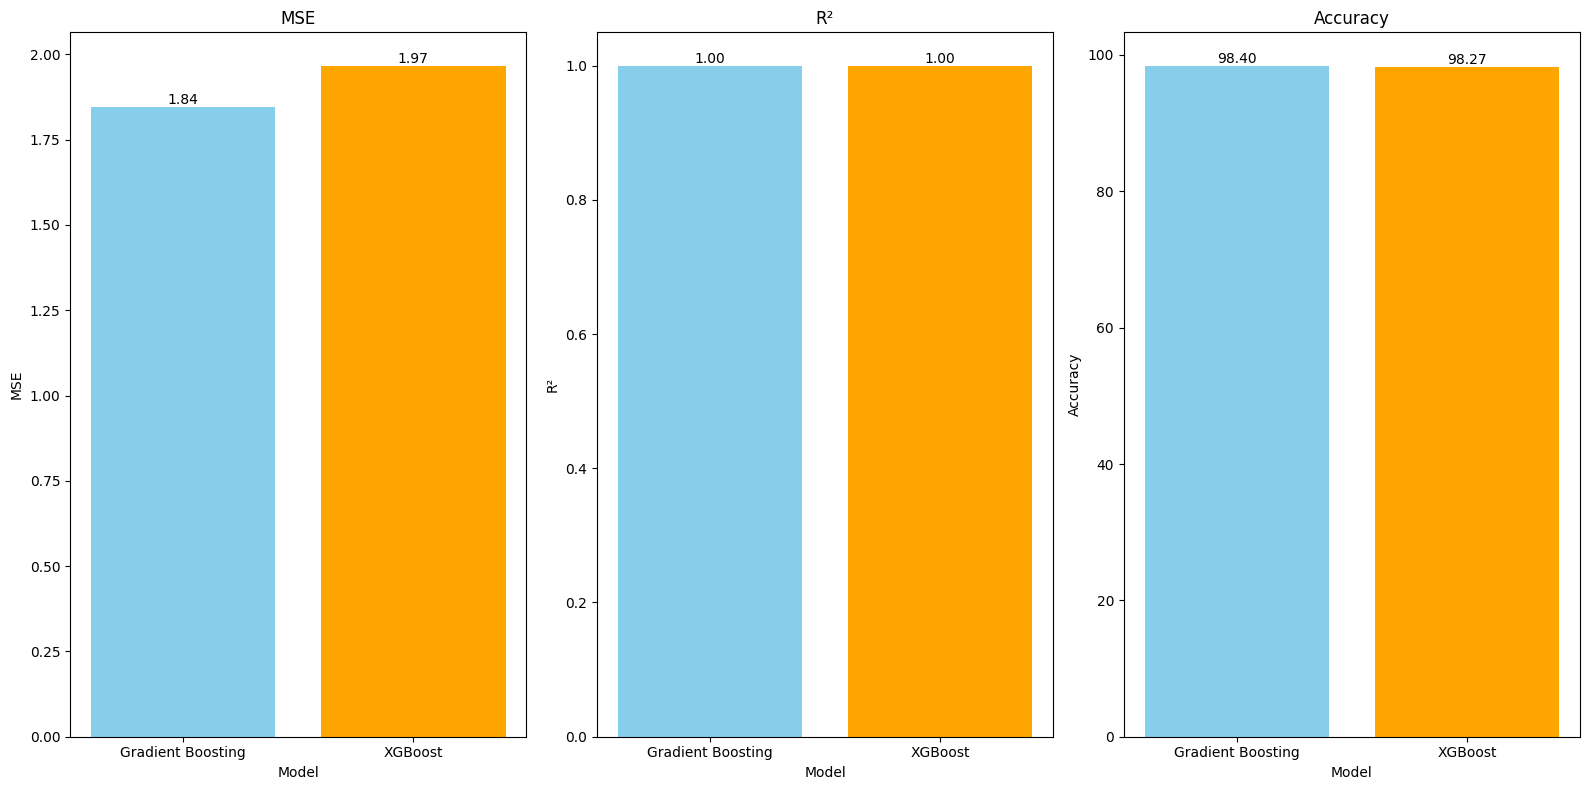 MSE
2.00
1.75
1.50
1.25
1.00
0.75
0.50
0.25
0.00
MSE
1.84
1.97
Gradient Boosting XGBoost
Model
R²
1.0
0.8
0.6
0.4
0.2
0.0
R²
1.00
1.00
Gradient Boosting XGBoost
Model
Accuracy
100
80
60
40
20
0
Accuracy
98.40
98.27
Gradient Boosting XGBoost
Model